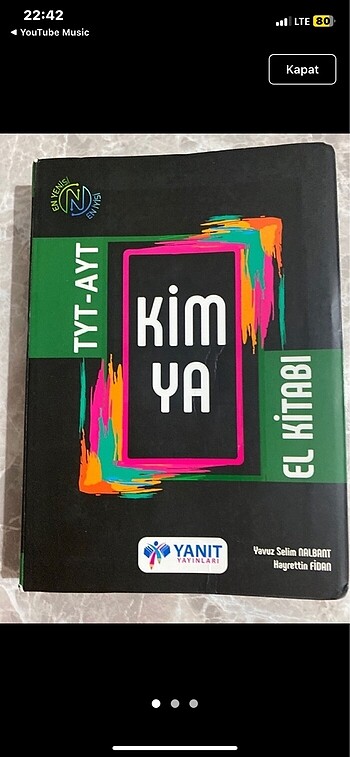 22:42
LTE 80
◄ YouTube Music
Kapat
EN YENİSİ
N
EN İYİSİ
TYT-AYT
KİM
YA
EL KİTABI
YANIT
YAYINLARI
Yavuz Selim NALBANT
Hayrettin FİDAN